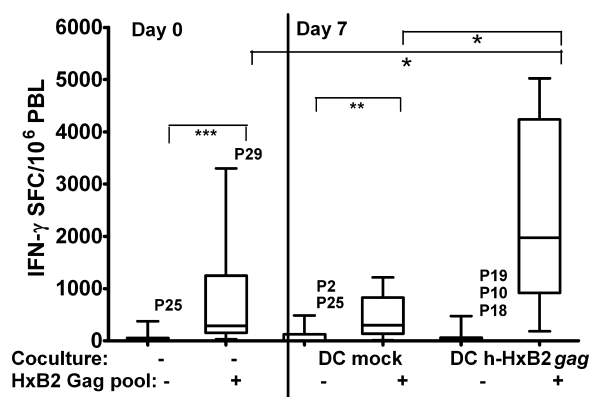 Day 0 Day 7
IFN-γ SFC/10⁶ PBL
6000
5000
4000
3000
2000
1000
0
*
*
***
**
P29
P25
P2
P25
P19
P10
P18
Coculture: - - DC mock DC h-HxB2 gag
HxB2 Gag pool: - + - + - +